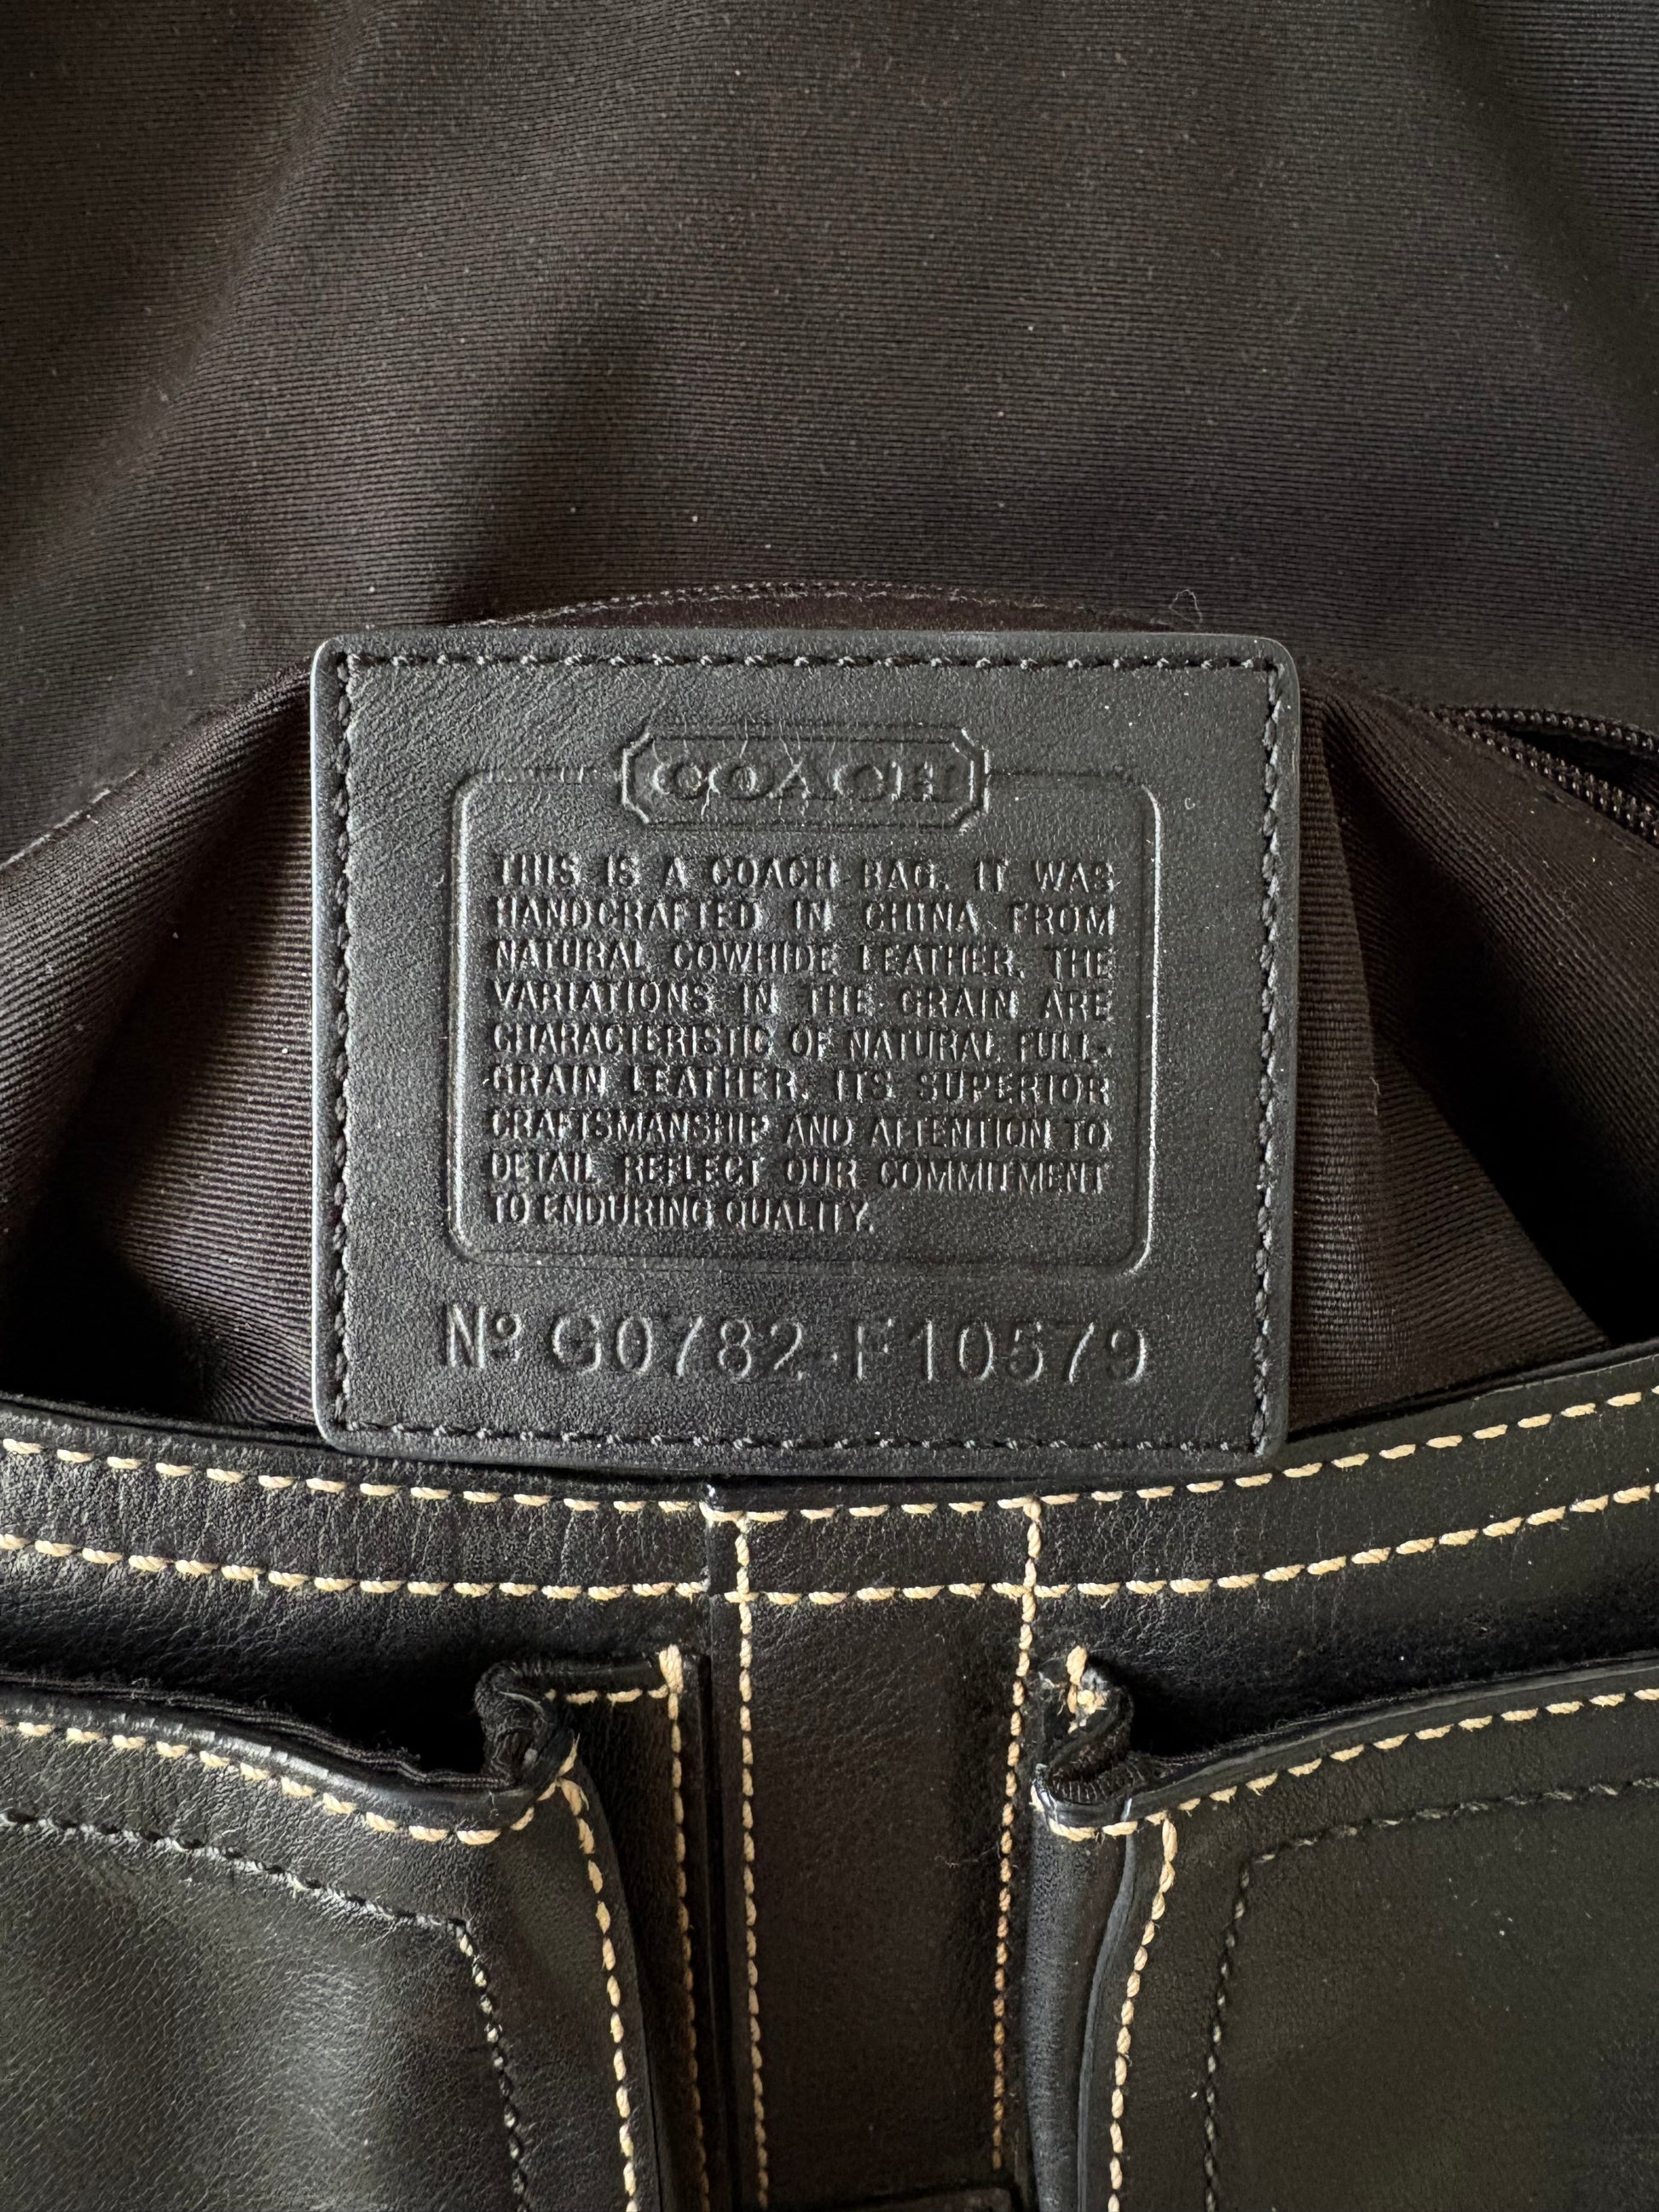 COACH
THIS IS A COACH BAG. IT WAS
HANDCRAFTED IN CHINA FROM
NATURAL COWHIDE LEATHER. THE
VARIATIONS IN THE GRAIN ARE
CHARACTERISTIC OF NATURAL FULL-
GRAIN LEATHER. ITS SUPERIOR
CRAFTSMANSHIP AND ATTENTION TO
DETAIL REFLECT OUR COMMITMENT
TO ENDURING QUALITY.
Nº G0782-F10579